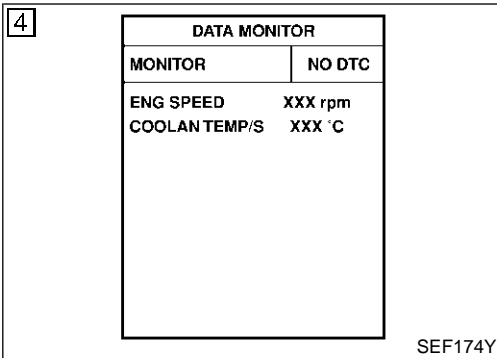 4
DATA MONITOR
MONITOR NO DTC
ENG SPEED XXX rpm
COOLAN TEMP/S XXX °C
SEF174Y